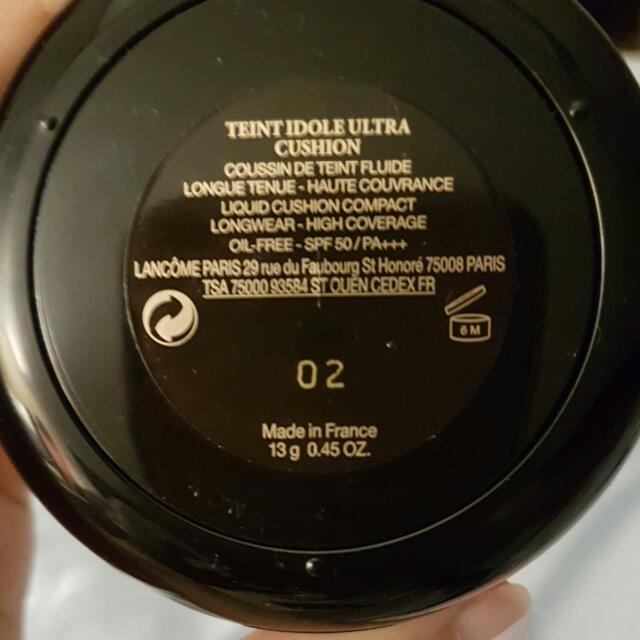 TEINT IDOLE ULTRA
CUSHION
COUSSIN DE TEINT FLUIDE
LONGUE TENUE - HAUTE COUVRANCE
LIQUID CUSHION COMPACT
LONGWEAR - HIGH COVERAGE
OIL-FREE - SPF 50 / PA+++
LANCÔME PARIS 29 rue du Faubourg St Honoré 75008 PARIS
TSA 75000 93584 ST OUEN CEDEX FR
6 M
02
Made in France
13 g 0.45 OZ.